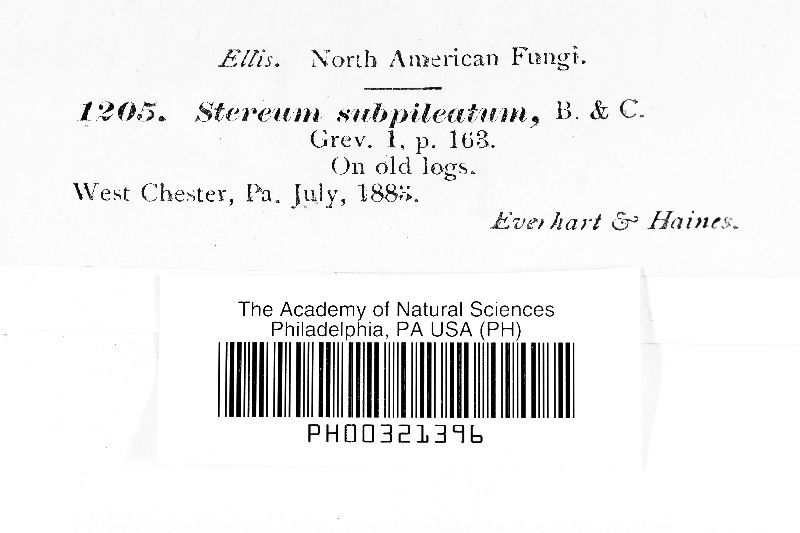 Ellis. North American Fungi.
1205. Stereum subpileatum, B. & C.
Grev. 1, p. 163.
On old logs.
West Chester, Pa. July, 1885.
Everhart & Haines.
The Academy of Natural Sciences
Philadelphia, PA USA (PH)
PH00321396